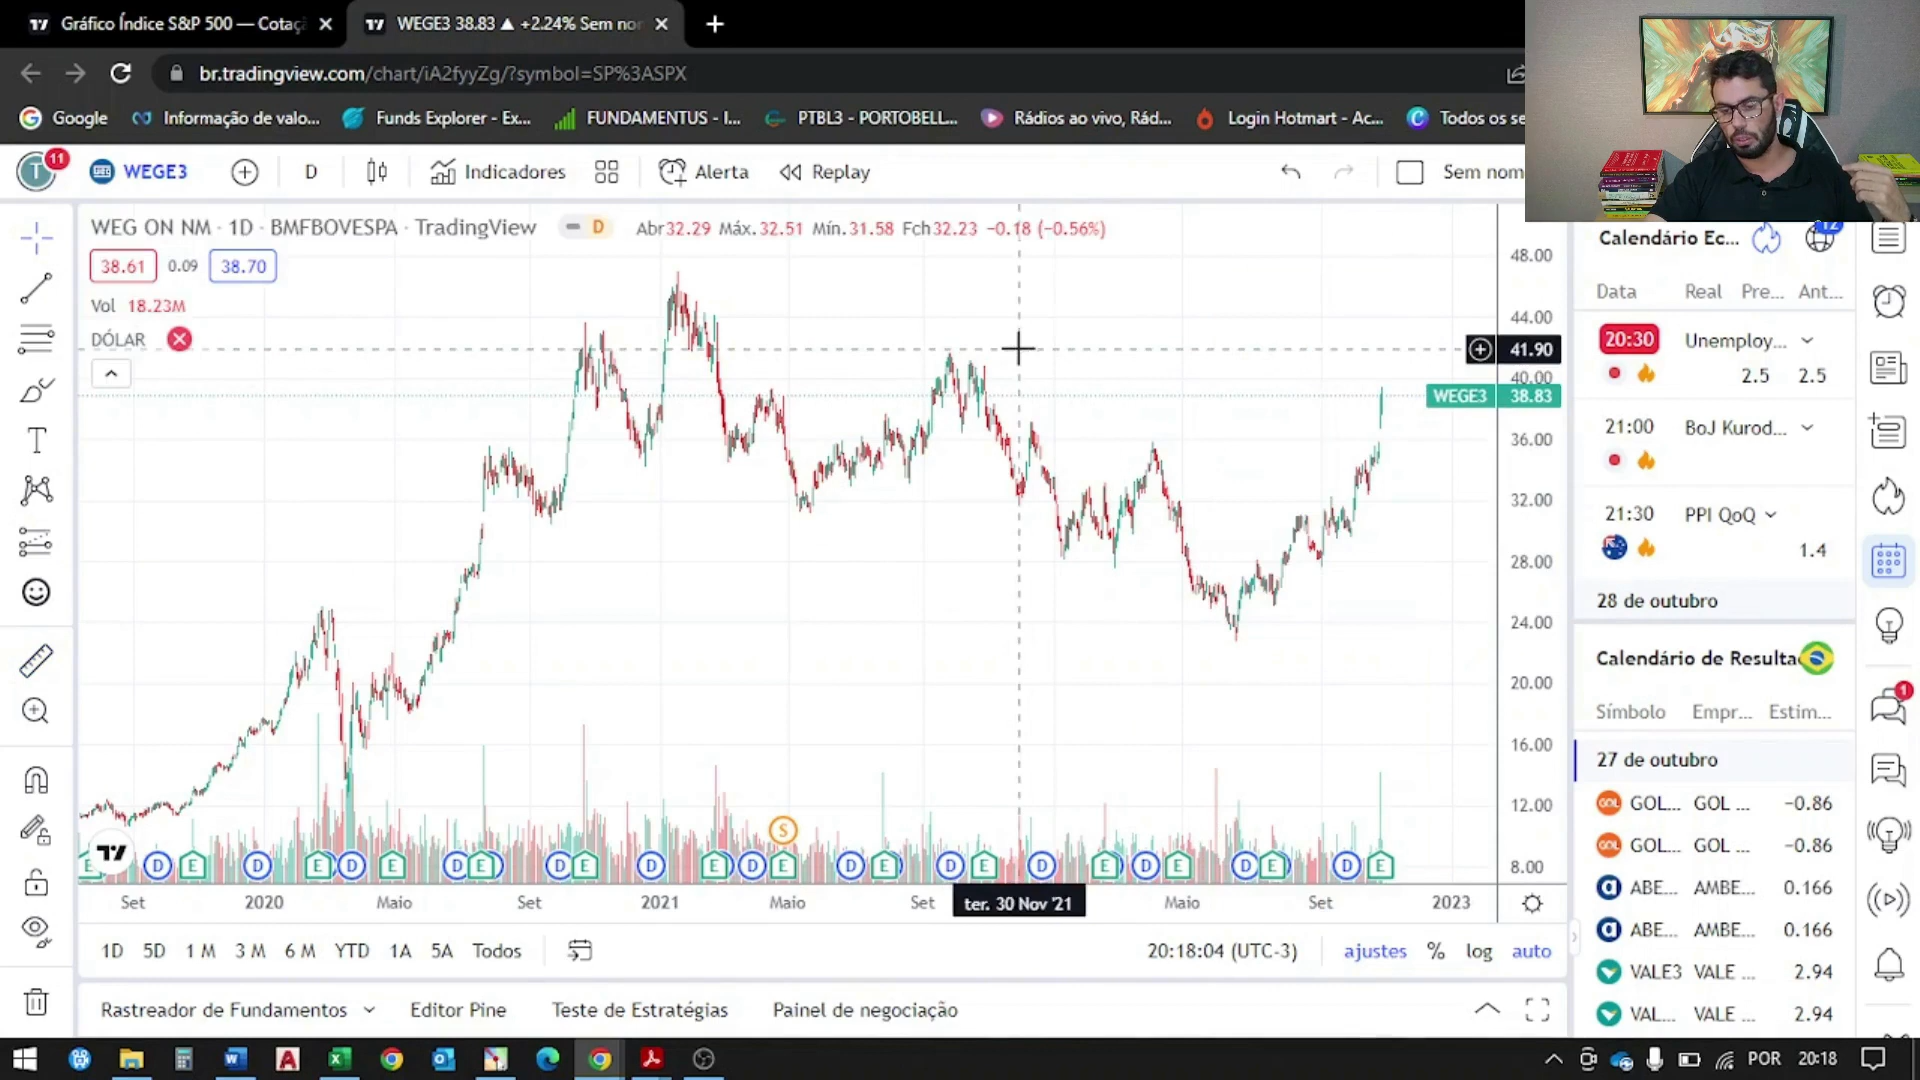 Gráfico Índice S&P 500 — Cotaç
WEGE3 38.83 ▲ +2.24% Sem no
br.tradingview.com/chart/iA2fyyZg/?symbol=SP%3ASPX
Google
Informação de valo...
Funds Explorer - Ex...
FUNDAMENTUS - I...
PTBL3 - PORTOBELL...
Rádios ao vivo, Rád...
Login Hotmart - Ac...
Todos os se
T 11
WEGE3
D
Indicadores
Alerta
Replay
Sem nom
WEG ON NM · 1D · BMFBOVESPA · TradingView
D
Abr32.29 Máx.32.51 Mín.31.58 Fch32.23 −0.18 (−0.56%)
38.61 0.09 38.70
Vol 18.23M
DÓLAR
48.00
44.00
41.90
40.00
WEGE3 38.83
36.00
32.00
28.00
24.00
20.00
16.00
12.00
8.00
S
E D E D E D E D E D E D E D E D E D E D E D E D E D E
Set 2020 Maio Set 2021 Maio Set ter. 30 Nov '21 Maio Set 2023
1D 5D 1 M 3 M 6 M YTD 1A 5A Todos
20:18:04 (UTC-3) ajustes % log auto
Rastreador de Fundamentos Editor Pine Teste de Estratégias Painel de negociação
Calendário Ec...
12
Data Real Pre... Ant...
20:30 Unemploy...
2.5 2.5
21:00 BoJ Kurod...
21:30 PPI QoQ
1.4
28 de outubro
Calendário de Resulta
Símbolo Empr... Estim...
27 de outubro
GOL GOL... GOL ... −0.86
GOL GOL... GOL ... −0.86
a ABE... AMBE... 0.166
a ABE... AMBE... 0.166
VALE3 VALE ... 2.94
VAL... VALE ... 2.94
1
POR 20:18